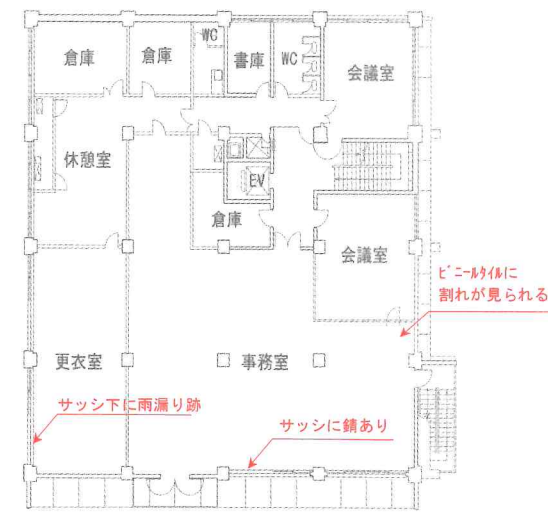 WC
倉庫
倉庫
書庫
WC
会議室
休憩室
EV
倉庫
会議室
ﾋﾞﾆｰﾙﾀｲﾙに
割れが見られる
更衣室
事務室
サッシ下に雨漏り跡
サッシに錆あり